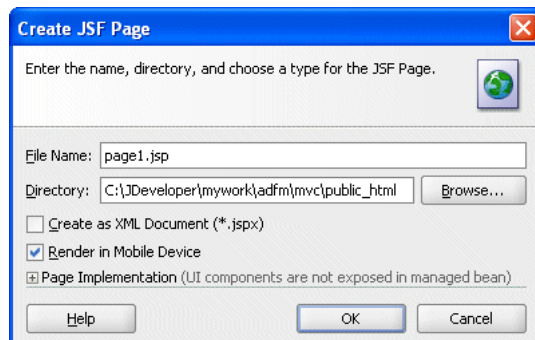 Create JSF Page
Enter the name, directory, and choose a type for the JSF Page.
File Name: page1.jsp
Directory: C:\JDeveloper\mywork\adfm\mvc\public_html Browse...
Create as XML Document (*.jspx)
Render in Mobile Device
Page Implementation (UI components are not exposed in managed bean)
Help OK Cancel